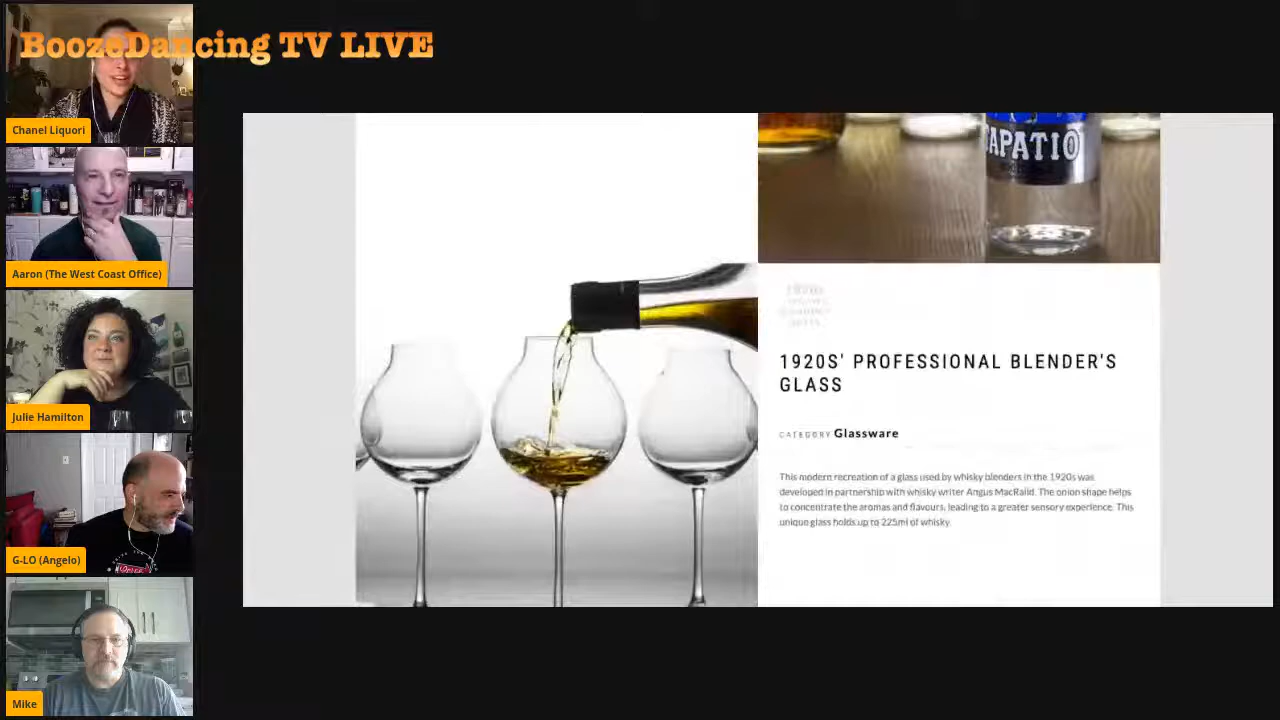 BoozeDancing TV LIVE
Chanel Liquori
Aaron (The West Coast Office)
Julie Hamilton
G-LO (Angelo)
Mike
TAPATIO
1920S' PROFESSIONAL BLENDER'S
GLASS
CATEGORY Glassware
This modern recreation of a glass used by whisky blenders in the 1920s was
developed in partnership with whisky writer Angus MacRaild. The onion shape helps
to concentrate the aromas and flavours, leading to a greater sensory experience. This
unique glass holds up to 225ml of whisky.